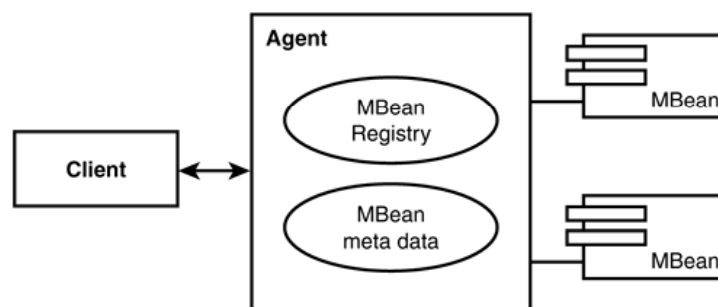 Agent
MBean
Registry
MBean
Client
MBean
meta data
MBean